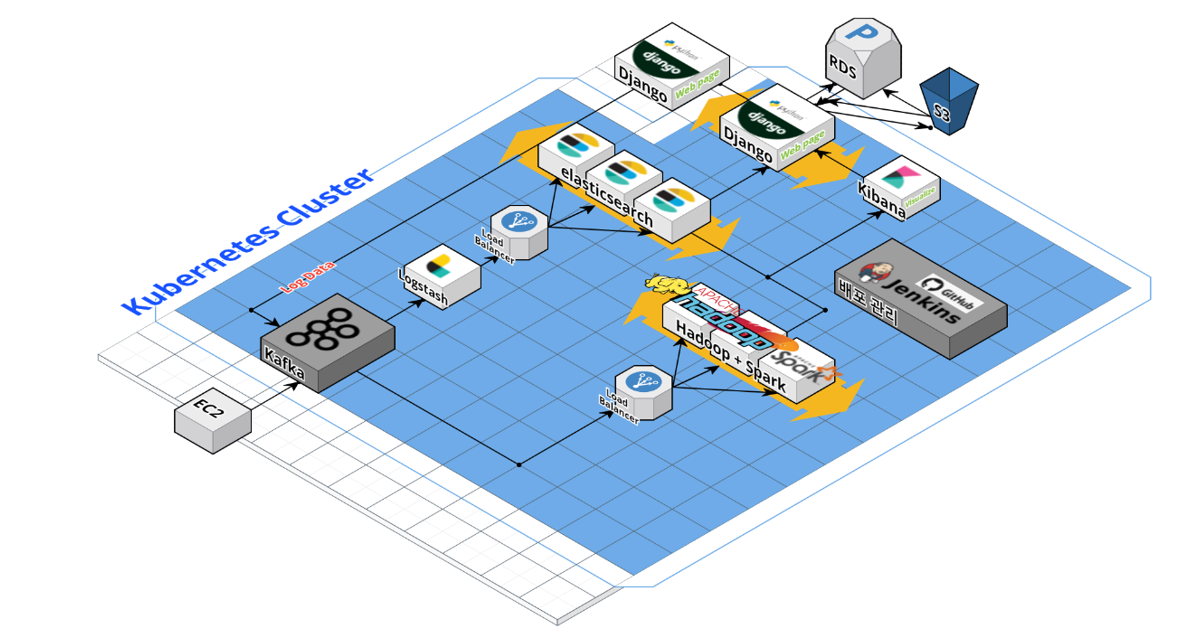 python
django
Django
Web page
P
RDS
S3
python
django
Django
Web page
elasticsearch
Kibana
Visualize
Load
Balancer
Kubernetes Cluster
Logstash
Log Data
Kafka
EC2
APACHE
hadoop
Hadoop + Spark
Spark
Load
Balancer
배포 관리
Jenkins
GitHub